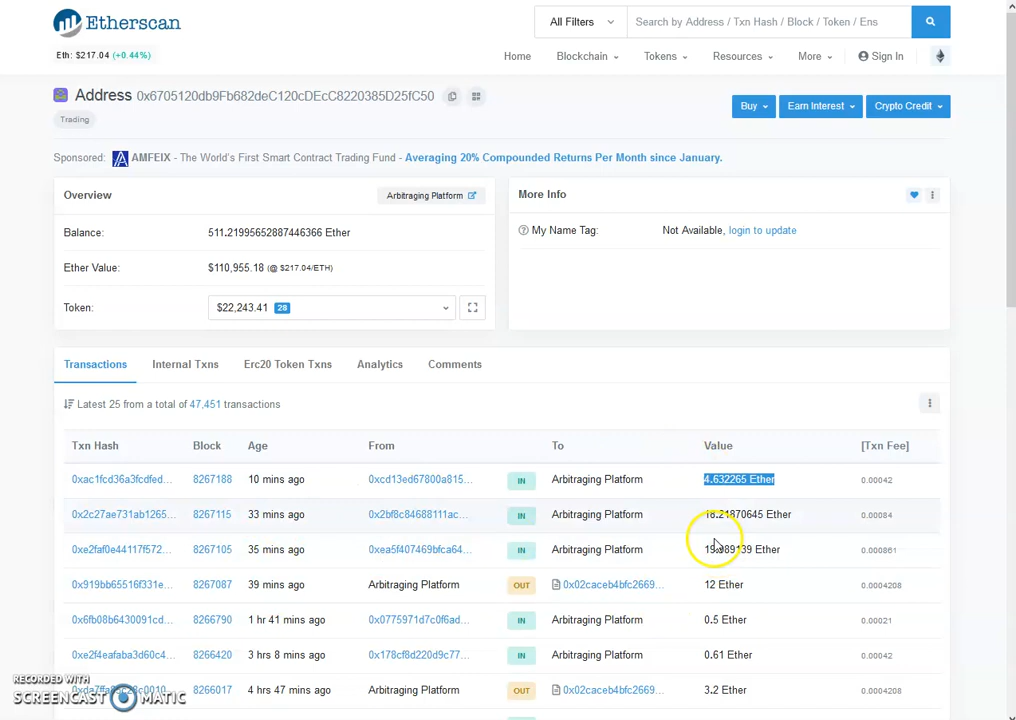 Etherscan
All Filters
Search by Address / Txn Hash / Block / Token / Ens
Eth: $217.04 (+0.44%)
Home Blockchain Tokens Resources More Sign In
Address 0x6705120db9Fb682deC120cDEcC8220385D25fC50
Buy Earn Interest Crypto Credit
Trading
Sponsored: AMFEIX - The World's First Smart Contract Trading Fund - Averaging 20% Compounded Returns Per Month since January.
Overview Arbitraging Platform
More Info
Balance: 511.21995652887446366 Ether
My Name Tag: Not Available, login to update
Ether Value: $110,955.18 (@ $217.04/ETH)
Token: $22,243.41 28
Transactions Internal Txns Erc20 Token Txns Analytics Comments
Latest 25 from a total of 47,451 transactions
Txn Hash Block Age From To Value [Txn Fee]
0xac1fcd36a3fcdfed... 8267188 10 mins ago 0xcd13ed67800a815... IN Arbitraging Platform 4.632265 Ether 0.00042
0x2c27ae731ab1265... 8267115 33 mins ago 0x2bf8c84688111ac... IN Arbitraging Platform 18.21870645 Ether 0.00084
0xe2faf0e44117f572... 8267105 35 mins ago 0xea5f407469bfca64... IN Arbitraging Platform Ether 0.000861
0x919bb65516f331e... 8267087 39 mins ago Arbitraging Platform OUT 0x02caceb4bfc2669... 12 Ether 0.0004208
0x6fb08b6430091cd... 8266790 1 hr 41 mins ago 0x0775971d7c0f6ad... IN Arbitraging Platform 0.5 Ether 0.00021
0xe2f4eafaba3d60c4... 8266420 3 hrs 8 mins ago 0x178cf8d220d9c77... IN Arbitraging Platform 0.61 Ether 0.00042
8266017 4 hrs 47 mins ago Arbitraging Platform OUT 0x02caceb4bfc2669... 3.2 Ether 0.0004208
RECORDED WITH
SCREENCAST MATIC